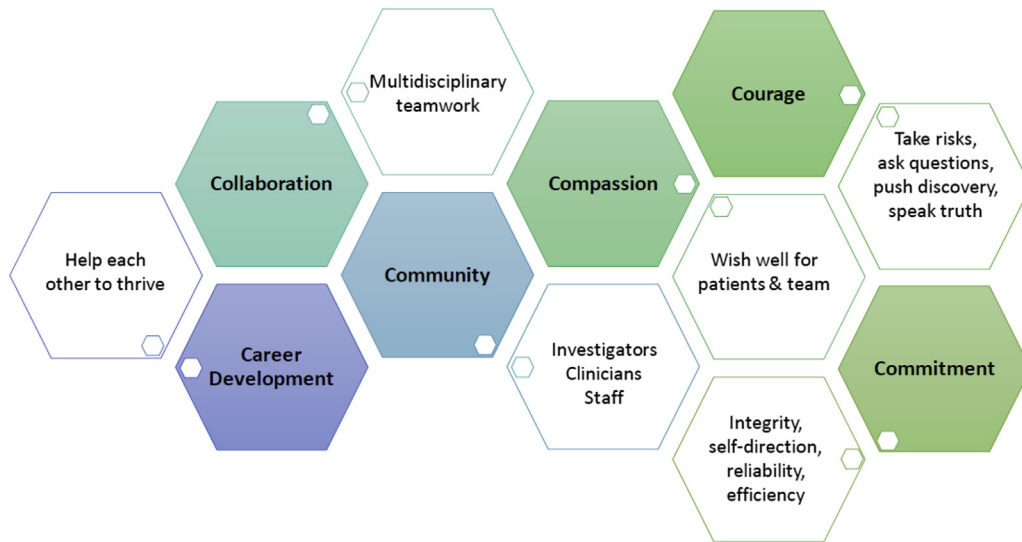 Help each
other to thrive
Career
Development
Collaboration
Multidisciplinary
teamwork
Community
Investigators
Clinicians
Staff
Compassion
Wish well for
patients & team
Courage
Take risks,
ask questions,
push discovery,
speak truth
Commitment
Integrity,
self-direction,
reliability,
efficiency